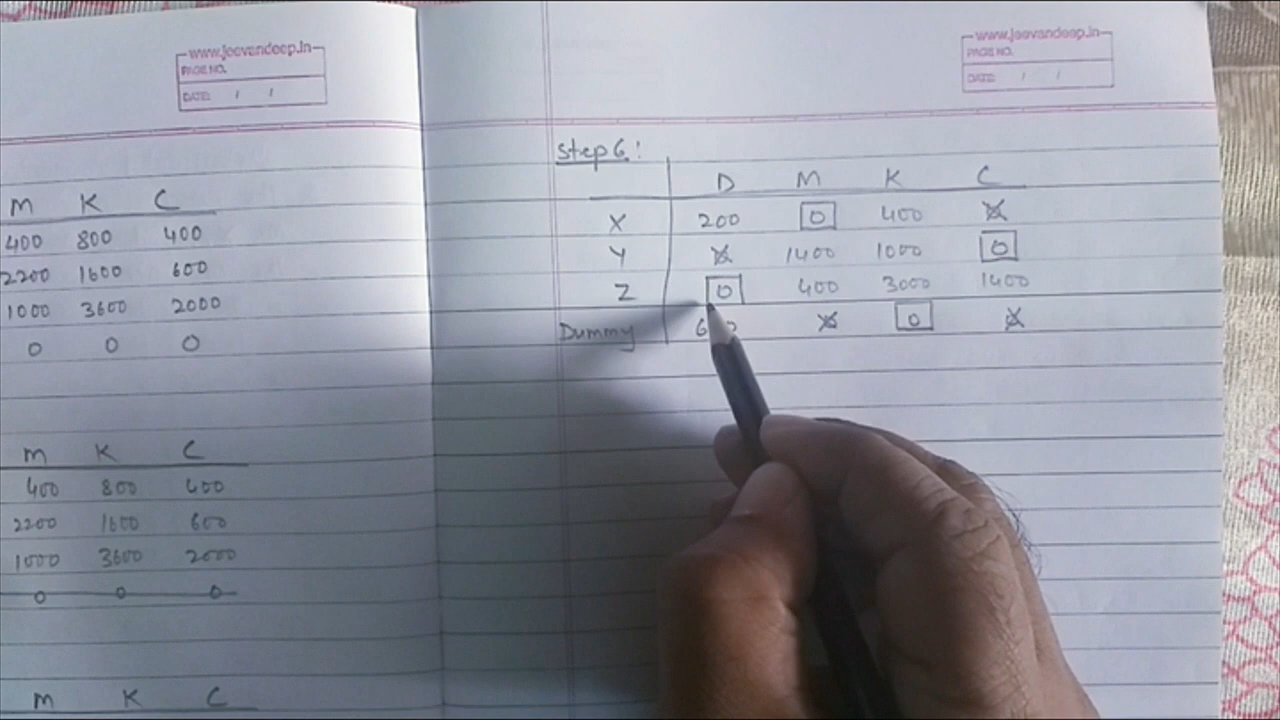 www.jeevandeep.in
PAGE NO.
DATE: / /
M K C
400 800 400
2200 1600 600
1000 3600 2000
0 0 0
M K C
400 800 400
2200 1600 600
1000 3600 2000
0 0 0
M K C
www.jeevandeep.in
PAGE NO.
DATE: / /
Step 6:
D M K C
X 200 0 400 0
Y 0 1400 1000 0
Z 0 400 3000 1400
Dummy 0 0 0